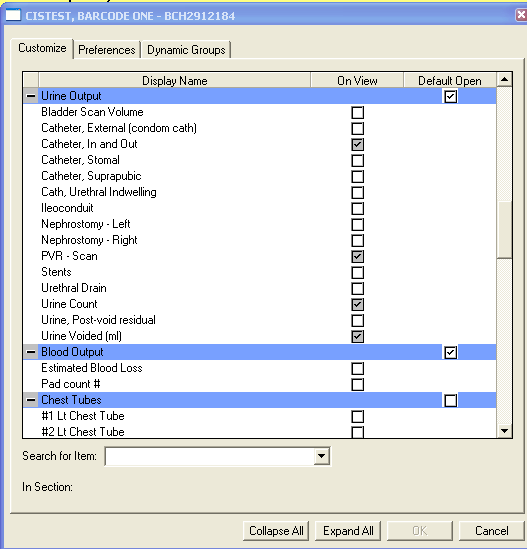 CISTEST, BARCODE ONE - BCH2912184
Customize Preferences Dynamic Groups
Display Name On View Default Open
Urine Output
Bladder Scan Volume
Catheter, External (condom cath)
Catheter, In and Out
Catheter, Stomal
Catheter, Suprapubic
Cath, Urethral Indwelling
Ileoconduit
Nephrostomy - Left
Nephrostomy - Right
PVR - Scan
Stents
Urethral Drain
Urine Count
Urine, Post-void residual
Urine Voided (ml)
Blood Output
Estimated Blood Loss
Pad count #
Chest Tubes
#1 Lt Chest Tube
#2 Lt Chest Tube
Search for Item:
In Section:
Collapse All Expand All OK Cancel